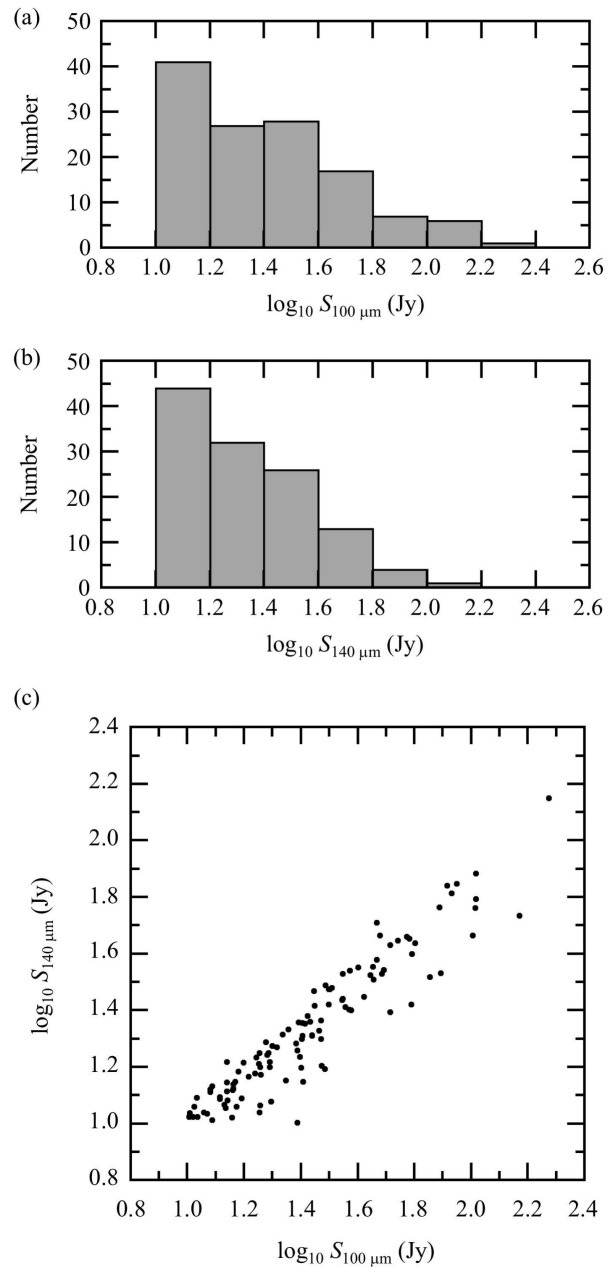 (a)
50
40
30
20
10
0
Number
0.8 1.0 1.2 1.4 1.6 1.8 2.0 2.2 2.4 2.6
log₁₀ S₁₀₀ μm (Jy)
(b)
50
40
30
20
10
0
Number
0.8 1.0 1.2 1.4 1.6 1.8 2.0 2.2 2.4 2.6
log₁₀ S₁₄₀ μm (Jy)
(c)
2.4
2.2
2.0
1.8
1.6
1.4
1.2
1.0
0.8
log₁₀ S₁₄₀ μm (Jy)
0.8 1.0 1.2 1.4 1.6 1.8 2.0 2.2 2.4
log₁₀ S₁₀₀ μm (Jy)